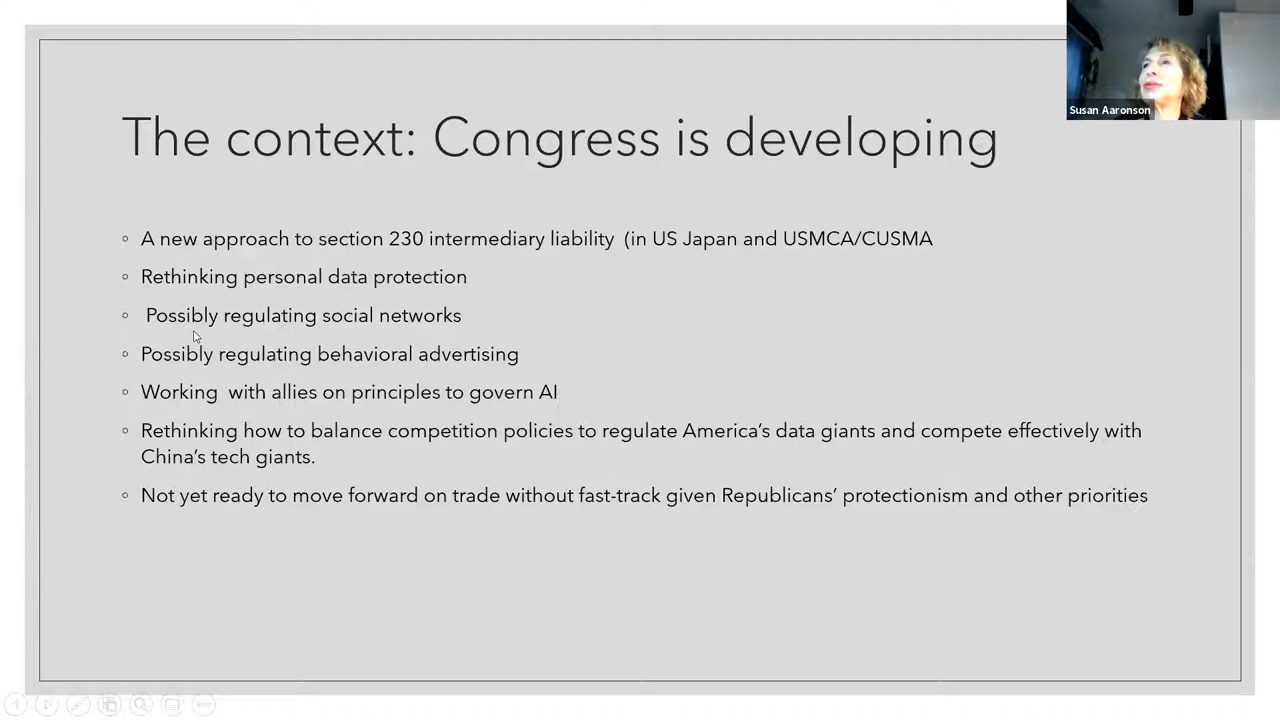 Susan Aaronson
The context: Congress is developing
A new approach to section 230 intermediary liability (in US Japan and USMCA/CUSMA
Rethinking personal data protection
Possibly regulating social networks
Possibly regulating behavioral advertising
Working with allies on principles to govern AI
Rethinking how to balance competition policies to regulate America's data giants and compete effectively with
China's tech giants.
Not yet ready to move forward on trade without fast-track given Republicans' protectionism and other priorities